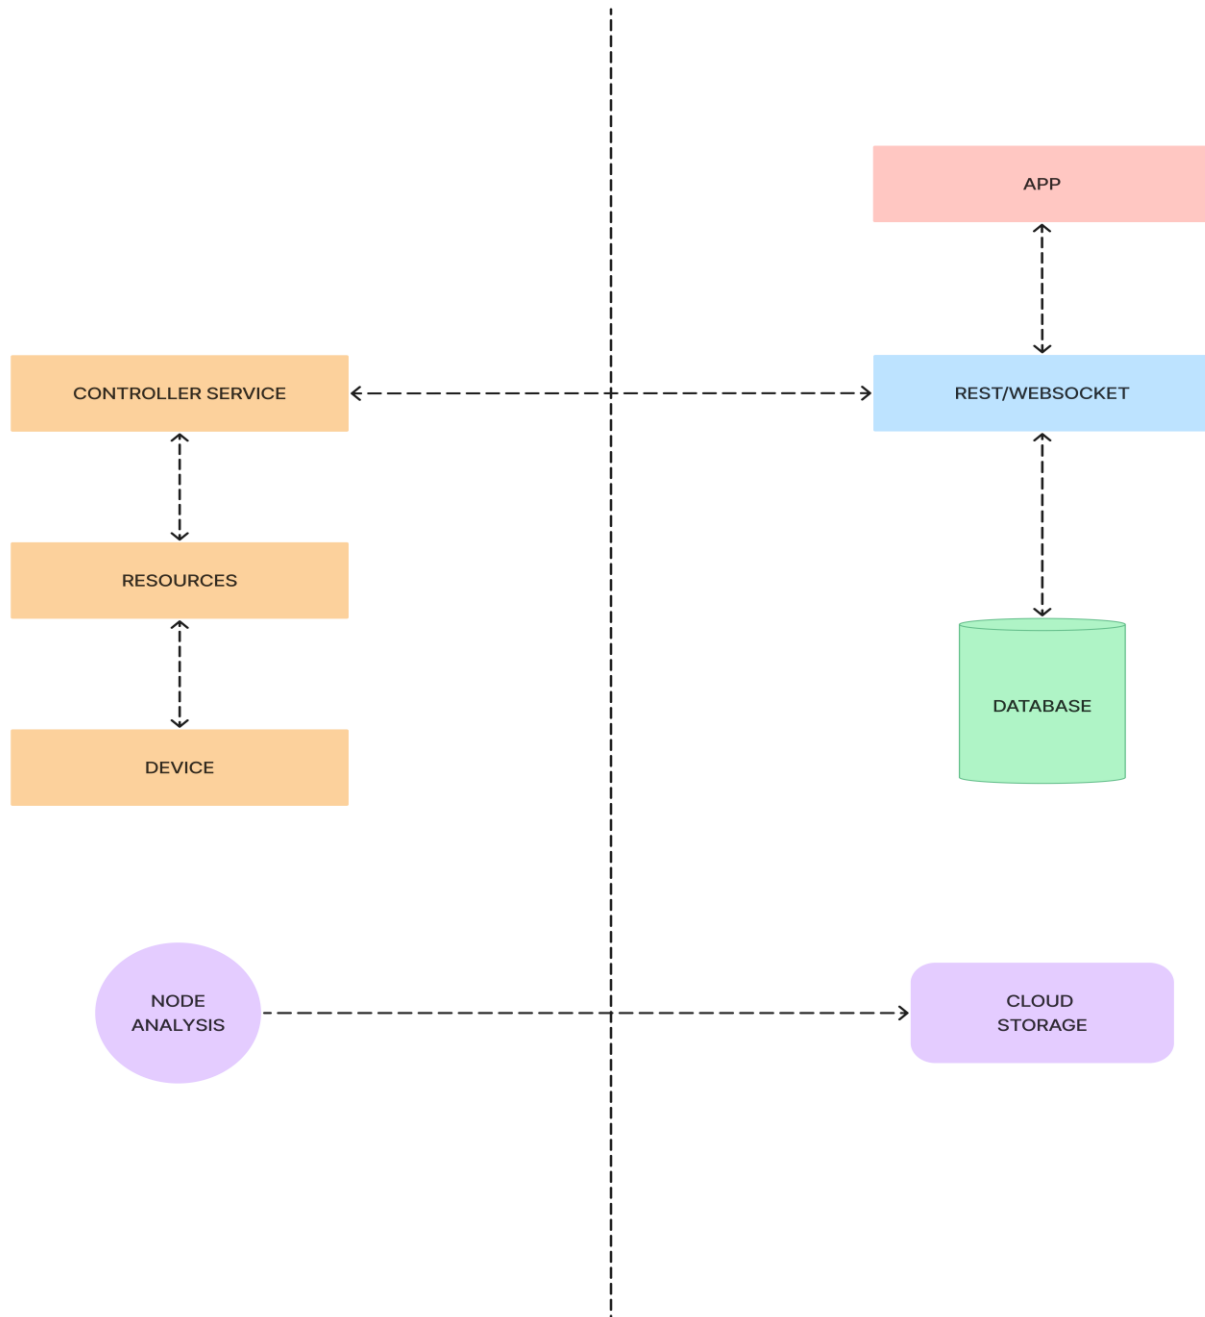 APP
CONTROLLER SERVICE
REST/WEBSOCKET
RESOURCES
DATABASE
DEVICE
NODE
ANALYSIS
CLOUD
STORAGE